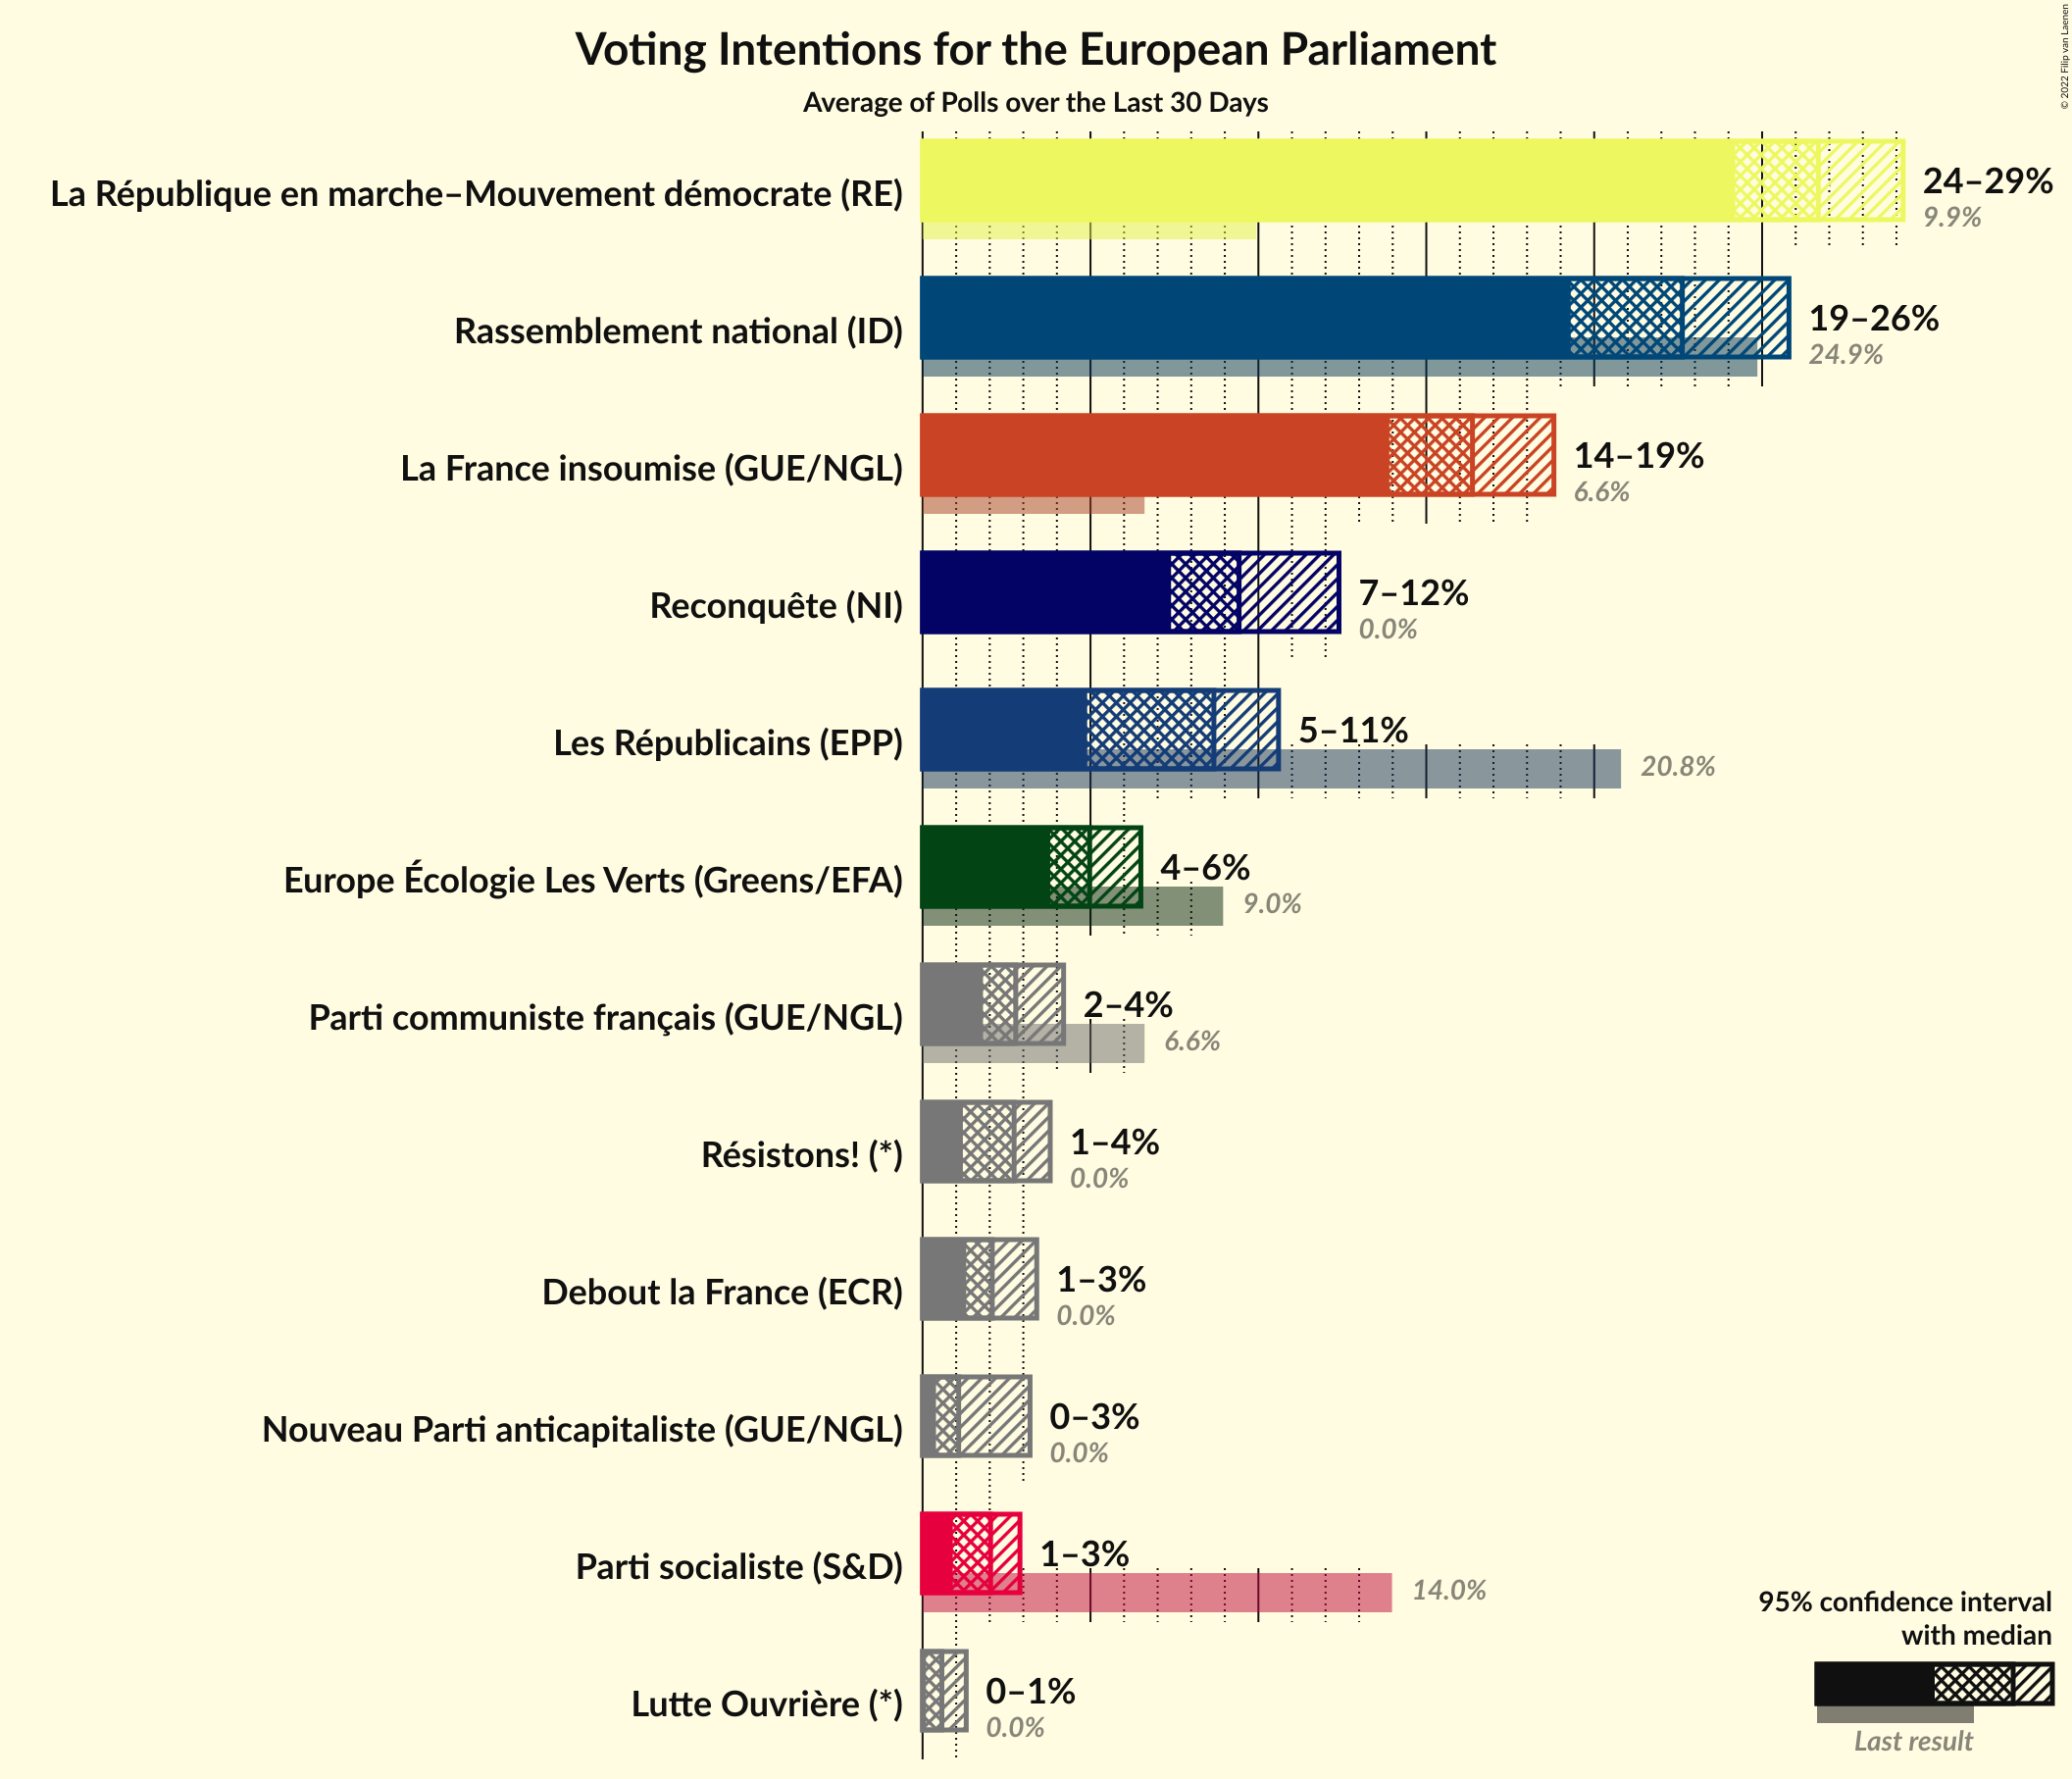 Voting Intentions for the European Parliament
Average of Polls over the Last 30 Days
© 2022 Filip van Laenen
La République en marche–Mouvement démocrate (RE)
24–29%
9.9%
Rassemblement national (ID)
19–26%
24.9%
La France insoumise (GUE/NGL)
14–19%
6.6%
Reconquête (NI)
7–12%
0.0%
Les Républicains (EPP)
5–11%
20.8%
Europe Écologie Les Verts (Greens/EFA)
4–6%
9.0%
Parti communiste français (GUE/NGL)
2–4%
6.6%
Résistons! (*)
1–4%
0.0%
Debout la France (ECR)
1–3%
0.0%
Nouveau Parti anticapitaliste (GUE/NGL)
0–3%
0.0%
Parti socialiste (S&D)
1–3%
14.0%
Lutte Ouvrière (*)
0–1%
0.0%
95% confidence interval
with median
Last result